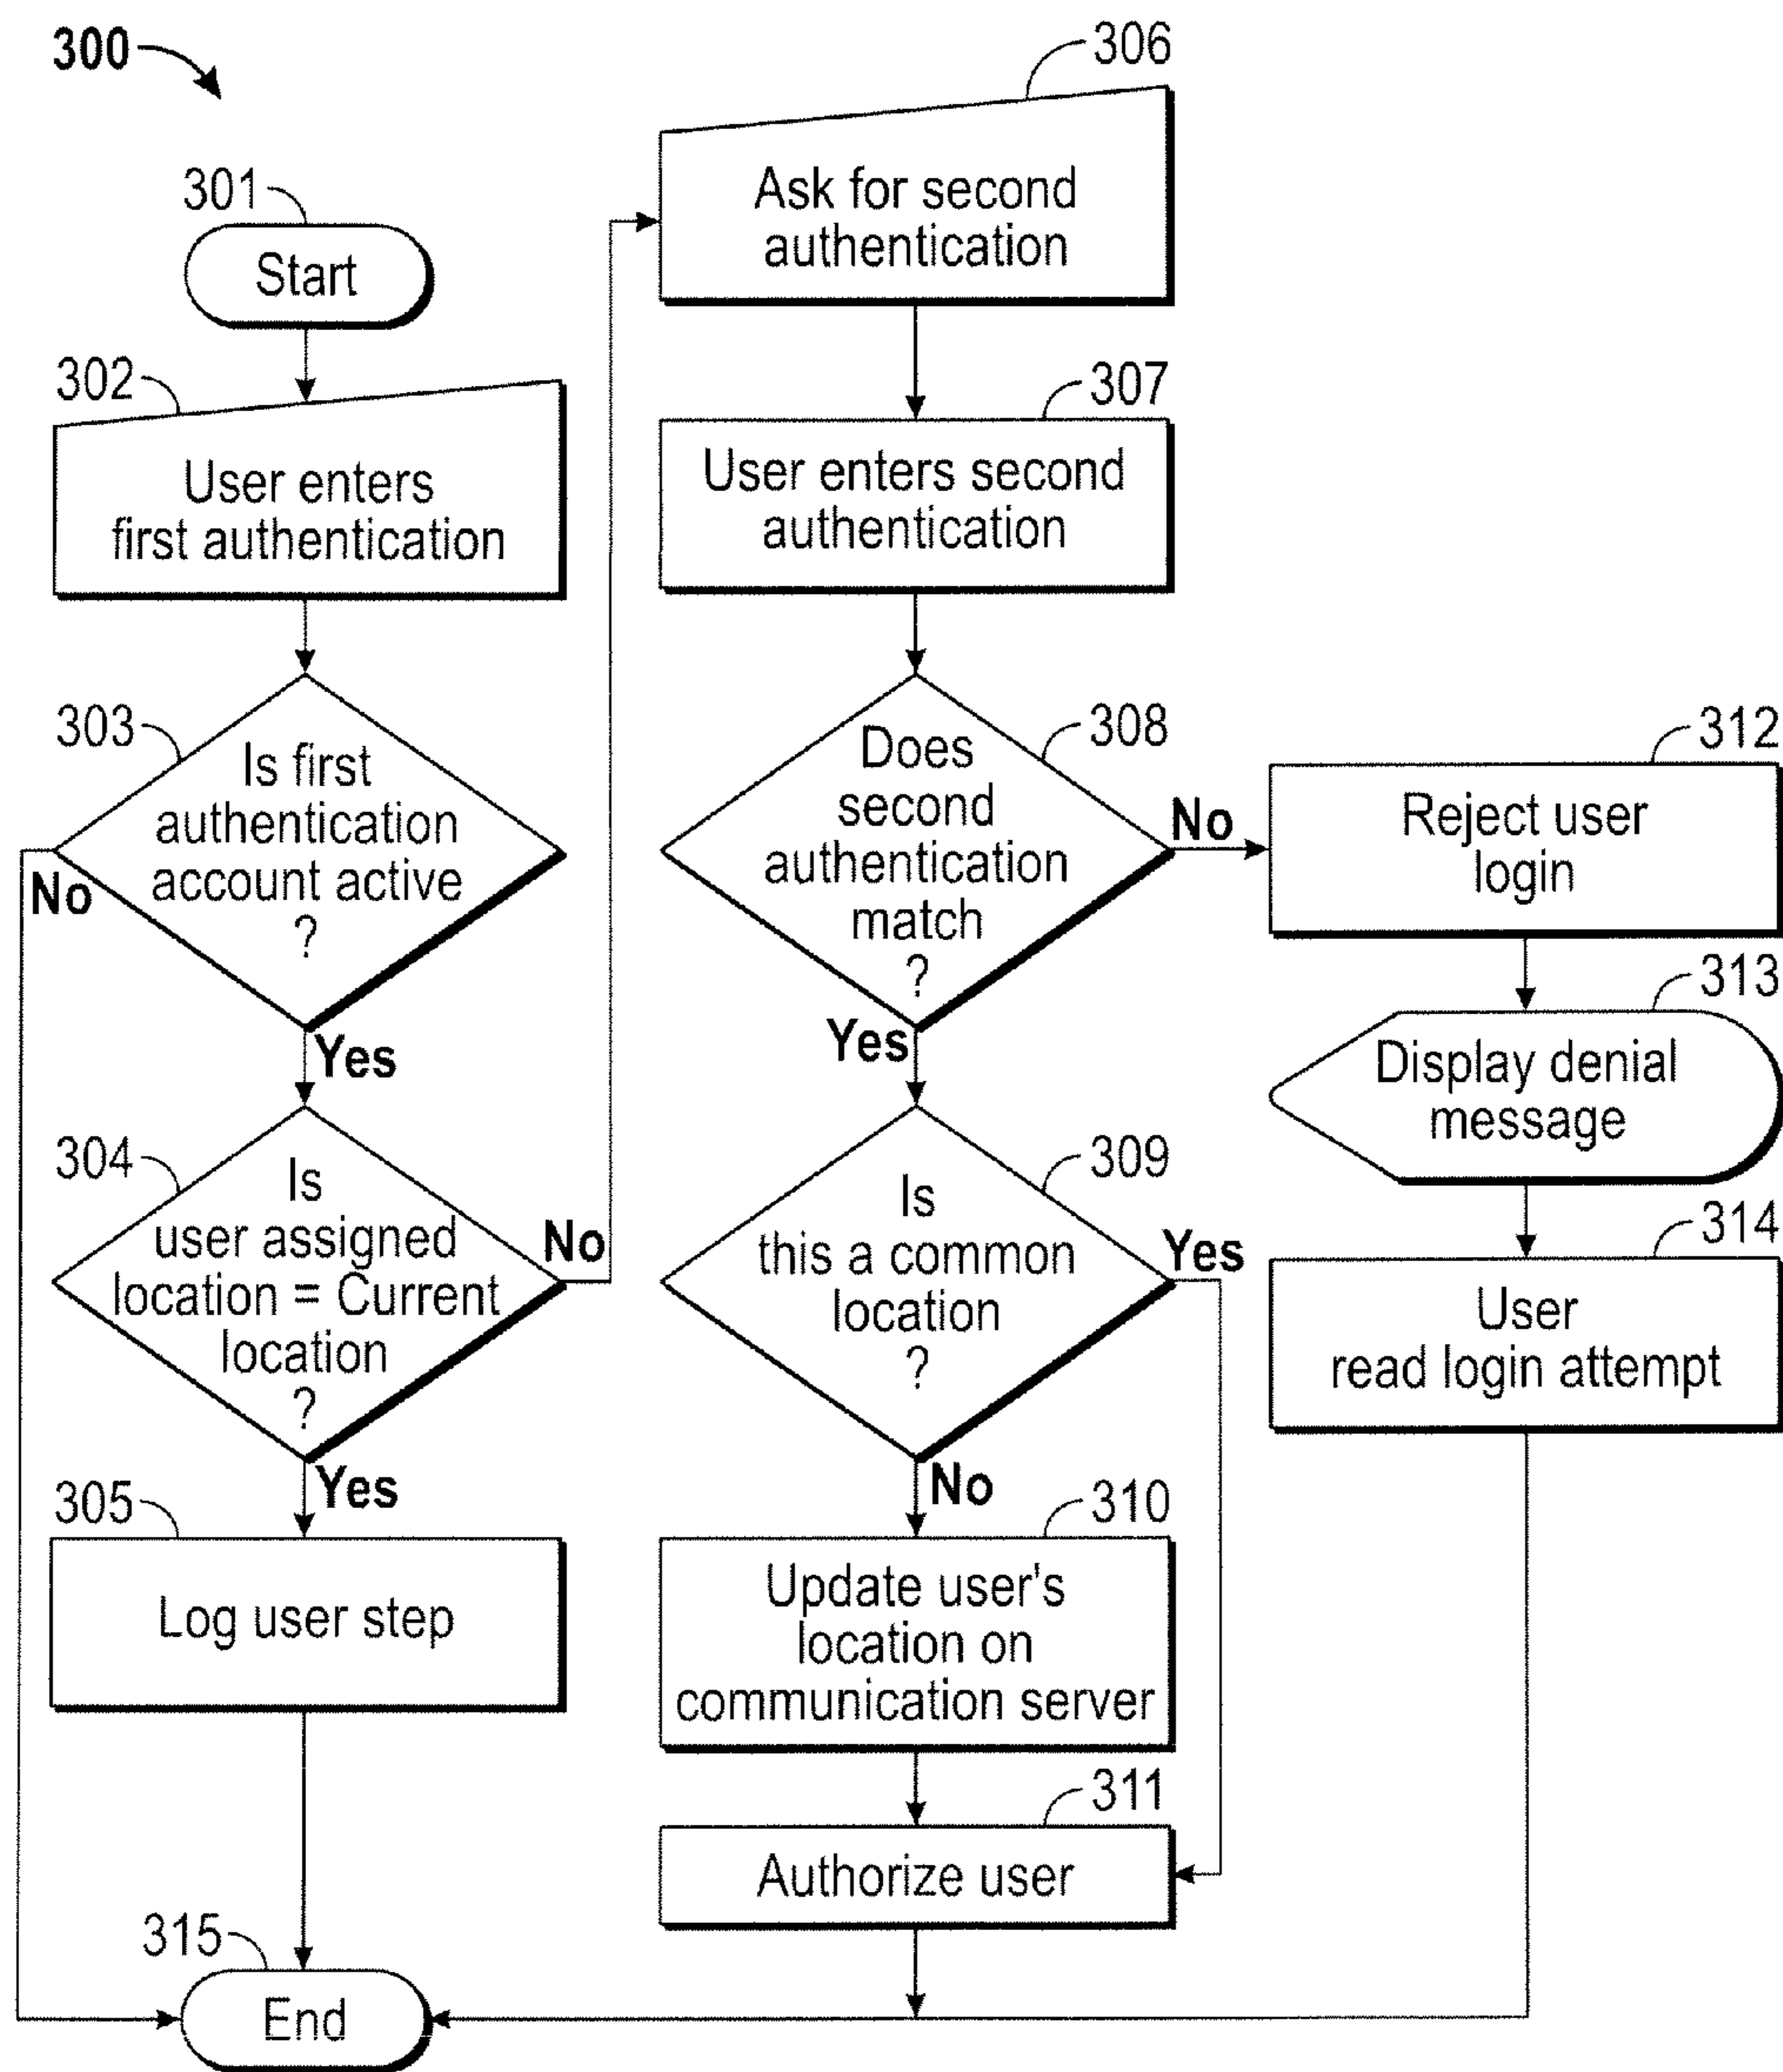 300
301
Start
302
User enters
first authentication
303
Is first
authentication
account active
?
No
Yes
304
Is
user assigned
location = Current
location
?
No
Yes
305
Log user step
315
End
306
Ask for second
authentication
307
User enters second
authentication
308
Does
second
authentication
match
?
No
Yes
309
Is
this a common
location
?
Yes
No
310
Update user's
location on
communication server
311
Authorize user
312
Reject user
login
313
Display denial
message
314
User
read login attempt